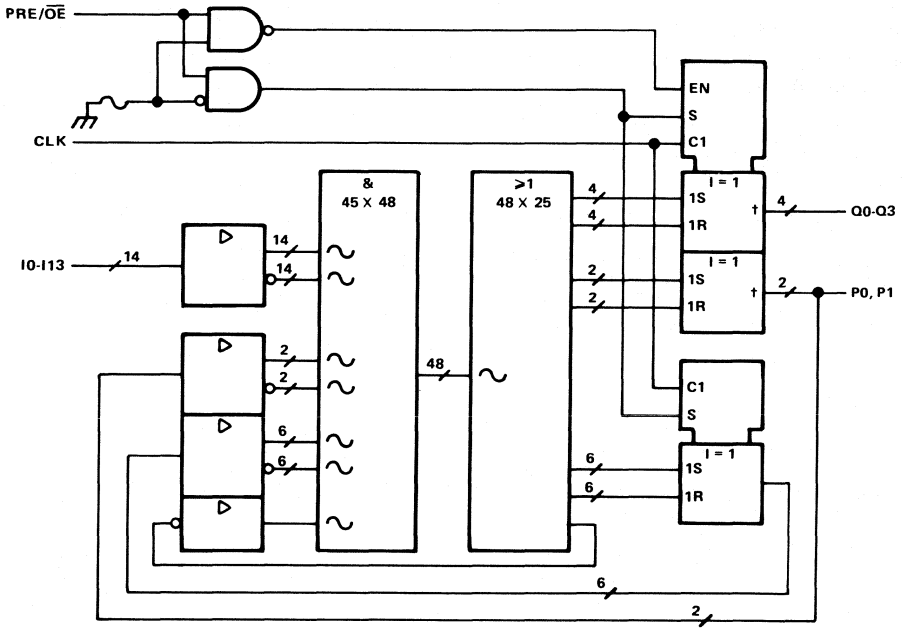 PRE/OE
EN
S
CLK
C1
&
45 X 48
≥1
48 X 25
I = 1
4
1S
†
4
Q0-Q3
4
1R
I0-I13
14
14
14
I = 1
2
1S
†
2
P0, P1
2
1R
2
2
48
C1
S
6
6
I = 1
6
1S
6
1R
6
2